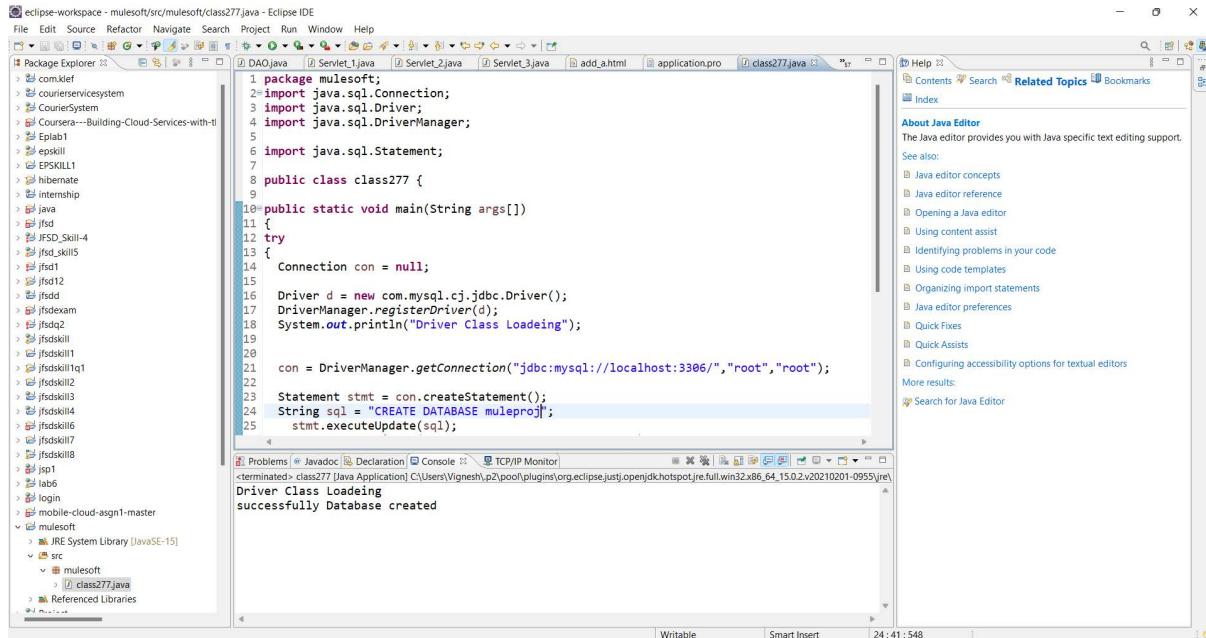 eclipse-workspace - mulesoft/src/mulesoft/class277.java - Eclipse IDE
File Edit Source Refactor Navigate Search Project Run Window Help
Package Explorer
com.klef
courierservicesystem
CourierSystem
Coursera---Building-Cloud-Services-with-tl
Eplab1
epskill
EPSKILL1
hibernate
internship
java
jfsd
JFSD_Skill-4
jfsd_skill5
jfsd1
jfsd12
jfsdd
jfsdexam
jfsdq2
jfsdskill
jfsdskill1
jfsdskill1q1
jfsdskill2
jfsdskill3
jfsdskill4
jfsdskill6
jfsdskill7
jfsdskill8
jsp1
lab6
login
mobile-cloud-asgn1-master
mulesoft
JRE System Library [JavaSE-15]
src
mulesoft
class277.java
Referenced Libraries
DAO.java Servlet_1.java Servlet_2.java Servlet_3.java add_a.html application.pro class277.java »57
1 package mulesoft;
2 import java.sql.Connection;
3 import java.sql.Driver;
4 import java.sql.DriverManager;
5
6 import java.sql.Statement;
7
8 public class class277 {
9
10 public static void main(String args[])
11 {
12 try
13 {
14 Connection con = null;
15
16 Driver d = new com.mysql.cj.jdbc.Driver();
17 DriverManager.registerDriver(d);
18 System.out.println("Driver Class Loadeing");
19
20
21 con = DriverManager.getConnection("jdbc:mysql://localhost:3306/","root","root");
22
23 Statement stmt = con.createStatement();
24 String sql = "CREATE DATABASE muleproj";
25 stmt.executeUpdate(sql);
Problems Javadoc Declaration Console TCP/IP Monitor
<terminated> class277 [Java Application] C:\Users\Vignesh\.p2\pool\plugins\org.eclipse.justj.openjdk.hotspot.jre.full.win32.x86_64_15.0.2.v20210201-0955\jre\
Driver Class Loadeing
successfully Database created
Help
Contents Search Related Topics Bookmarks
Index
About Java Editor
The Java editor provides you with Java specific text editing support.
See also:
Java editor concepts
Java editor reference
Opening a Java editor
Using content assist
Identifying problems in your code
Using code templates
Organizing import statements
Java editor preferences
Quick Fixes
Quick Assists
Configuring accessibility options for textual editors
More results:
Search for Java Editor
Writable Smart Insert 24 : 41 : 548